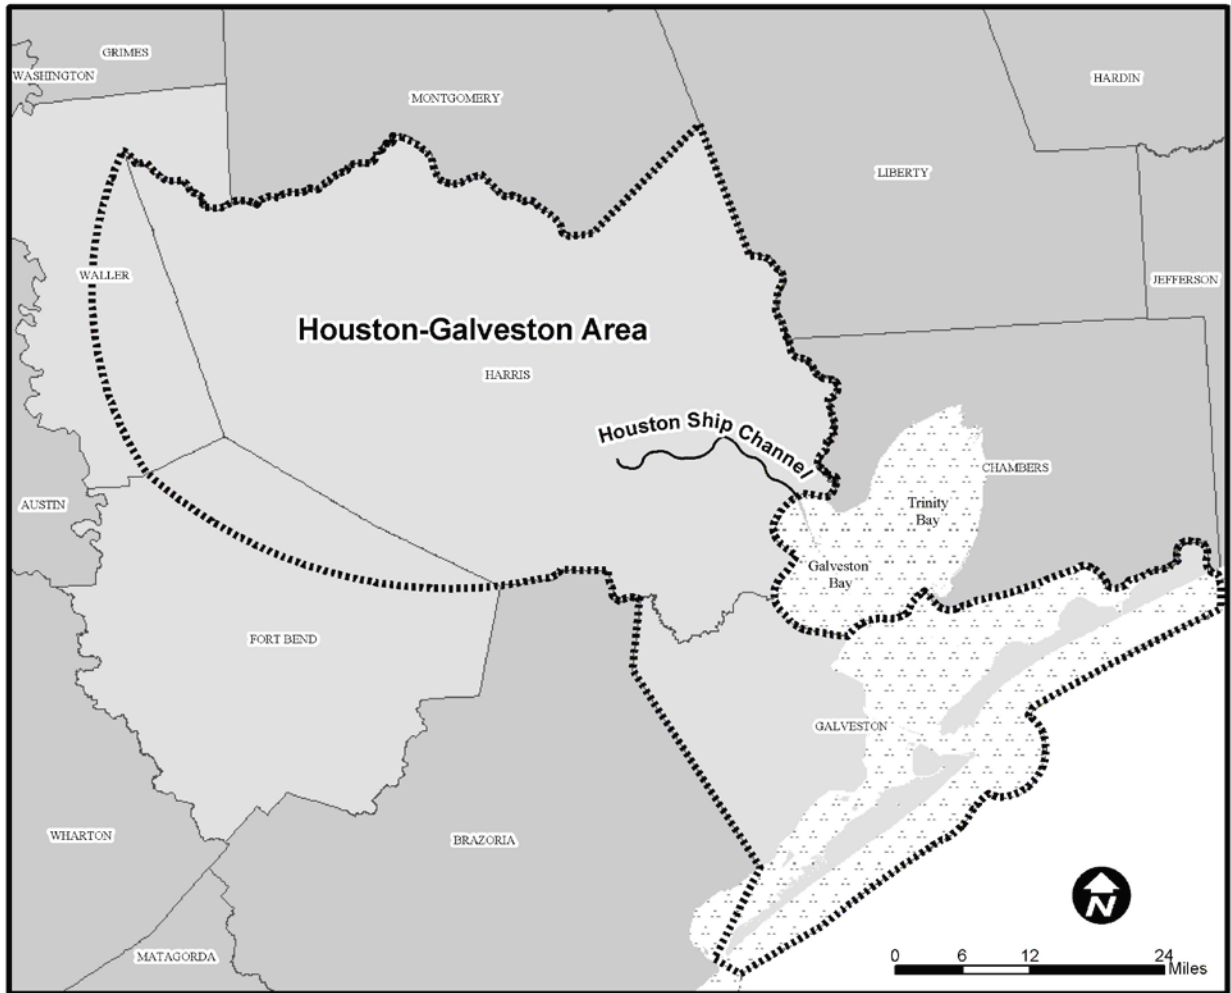 GRIMES
WASHINGTON
HARDIN
MONTGOMERY
LIBERTY
WALLER
JEFFERSON
Houston-Galveston Area
HARRIS
Houston Ship Channel
CHAMBERS
AUSTIN
Trinity
Bay
Galveston
Bay
FORT BEND
GALVESTON
WHARTON
BRAZORIA
N
MATAGORDA
0 6 12 24
Miles